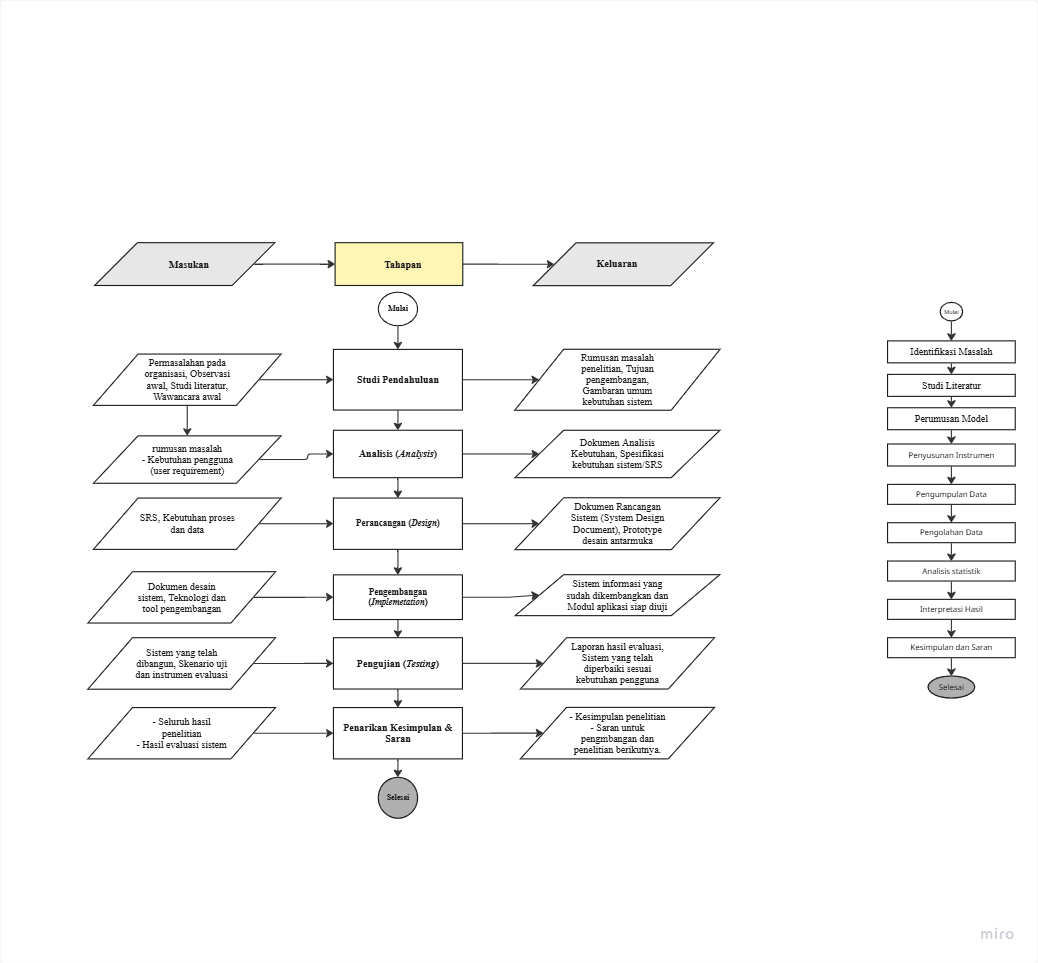 Masukan
Tahapan
Keluaran
Mulai
Permasalahan pada
organisasi, Observasi
awal, Studi literatur,
Wawancara awal
Studi Pendahuluan
Rumusan masalah
penelitian, Tujuan
pengembangan,
Gambaran umum
kebutuhan sistem
rumusan masalah
- Kebutuhan pengguna
(user requirement)
Analisis (Analysis)
Dokumen Analisis
Kebutuhan, Spesifikasi
kebutuhan sistem/SRS
SRS, Kebutuhan proses
dan data
Perancangan (Design)
Dokumen Rancangan
Sistem (System Design
Document), Prototype
desain antarmuka
Dokumen desain
sistem, Teknologi dan
tool pengembangan
Pengembangan
(Implemetation)
Sistem informasi yang
sudah dikembangkan dan
Modul aplikasi siap diuji
Sistem yang telah
dibangun, Skenario uji
dan instrumen evaluasi
Pengujian (Testing)
Laporan hasil evaluasi,
Sistem yang telah
diperbaiki sesuai
kebutuhan pengguna
- Seluruh hasil
penelitian
- Hasil evaluasi sistem
Penarikan Kesimpulan &
Saran
- Kesimpulan penelitian
- Saran untuk
pengmbangan dan
penelitian berikutnya.
Selesai
Mulai
Identifikasi Masalah
Studi Literatur
Perumusan Model
Penyusunan Instrumen
Pengumpulan Data
Pengolahan Data
Analisis statistik
Interpretasi Hasil
Kesimpulan dan Saran
Selesai
miro